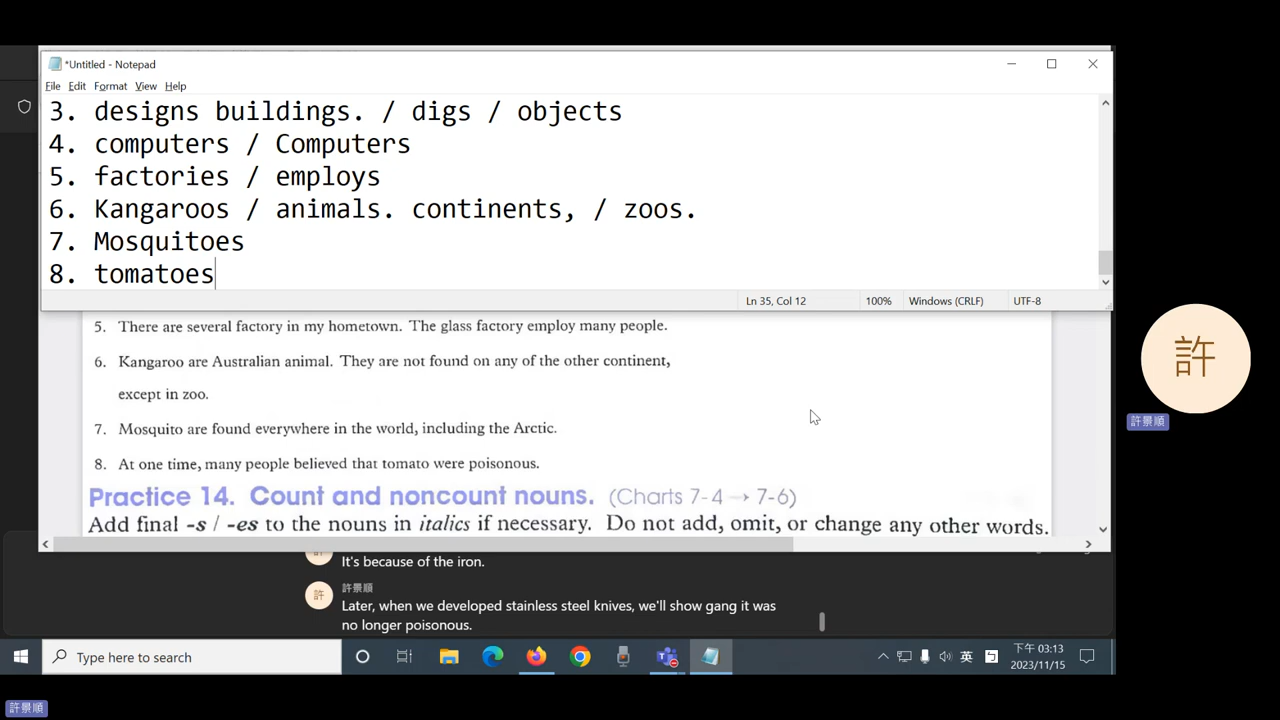 *Untitled - Notepad
File Edit Format View Help
3. designs buildings. / digs / objects
4. computers / Computers
5. factories / employs
6. Kangaroos / animals. continents, / zoos.
7. Mosquitoes
8. tomatoes
Ln 35, Col 12 100% Windows (CRLF) UTF-8
5. There are several factory in my hometown. The glass factory employ many people.
6. Kangaroo are Australian animal. They are not found on any of the other continent,
except in zoo.
7. Mosquito are found everywhere in the world, including the Arctic.
8. At one time, many people believed that tomato were poisonous.
Practice 14. Count and noncount nouns. (Charts 7-4 → 7-6)
Add final -s / -es to the nouns in italics if necessary. Do not add, omit, or change any other words.
許
It's because of the iron.
許景順
許
Later, when we developed stainless steel knives, we'll show gang it was
no longer poisonous.
許
許景順
Type here to search
英
下午 03:13
2023/11/15
許景順